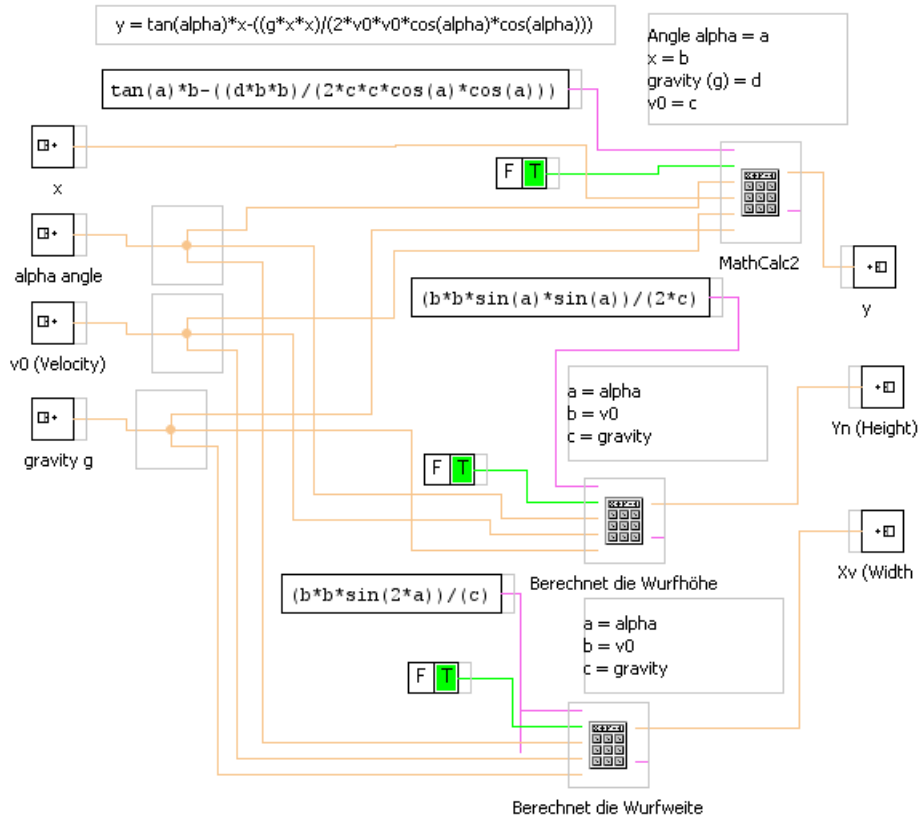 y = tan(alpha)*x-((g*x*x)/(2*v0*v0*cos(alpha)*cos(alpha)))
Angle alpha = a
x = b
gravity (g) = d
v0 = c
tan(a)*b-((d*b*b)/(2*c*c*cos(a)*cos(a)))
x
F T
alpha angle
MathCalc2
y
(b*b*sin(a)*sin(a))/(2*c)
v0 (Velocity)
a = alpha
b = v0
c = gravity
Yn (Height)
gravity g
F T
Xv (Width
Berechnet die Wurfhöhe
(b*b*sin(2*a))/(c)
a = alpha
b = v0
c = gravity
F T
Berechnet die Wurfweite